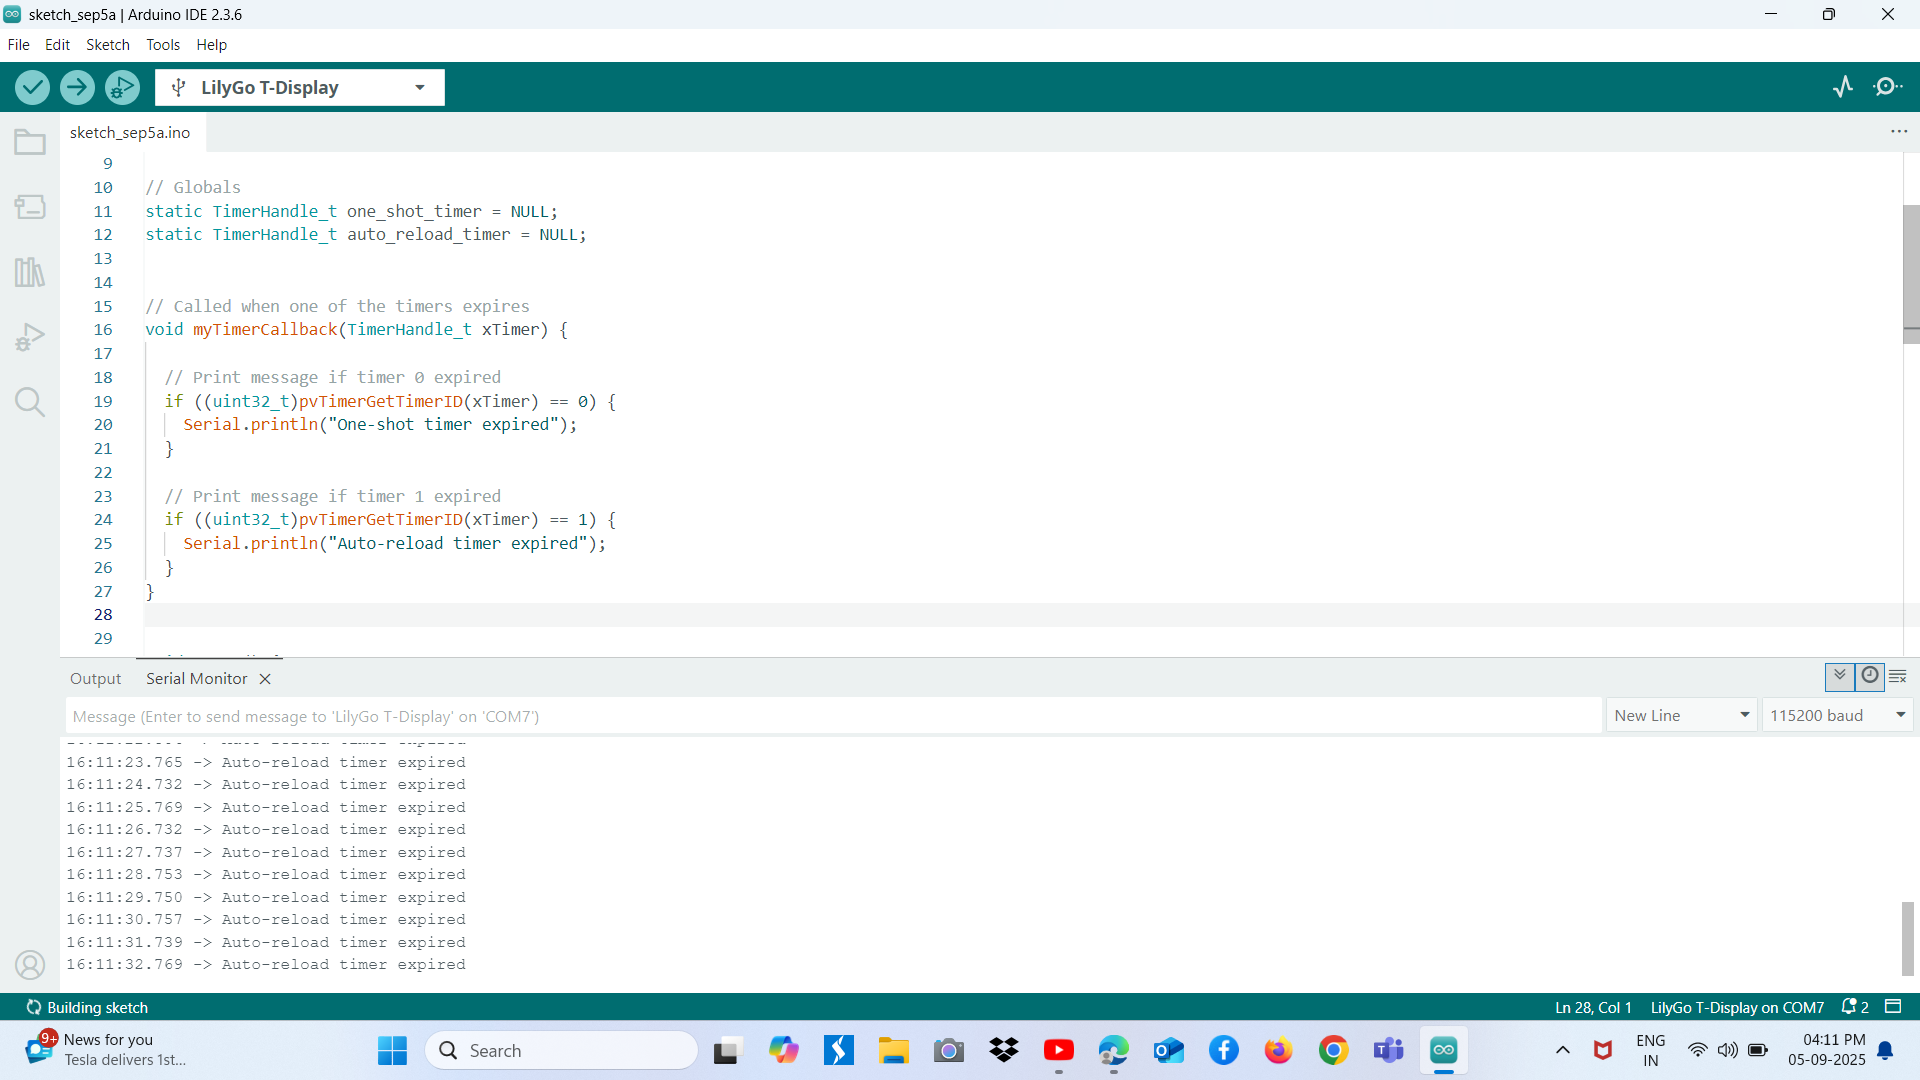 sketch_sep5a | Arduino IDE 2.3.6
File Edit Sketch Tools Help
LilyGo T-Display
sketch_sep5a.ino
9
10 // Globals
11 static TimerHandle_t one_shot_timer = NULL;
12 static TimerHandle_t auto_reload_timer = NULL;
13
14
15 // Called when one of the timers expires
16 void myTimerCallback(TimerHandle_t xTimer) {
17
18 // Print message if timer 0 expired
19 if ((uint32_t)pvTimerGetTimerID(xTimer) == 0) {
20 Serial.println("One-shot timer expired");
21 }
22
23 // Print message if timer 1 expired
24 if ((uint32_t)pvTimerGetTimerID(xTimer) == 1) {
25 Serial.println("Auto-reload timer expired");
26 }
27 }
28
29
Output Serial Monitor
Message (Enter to send message to 'LilyGo T-Display' on 'COM7') New Line 115200 baud
16:11:23.765 -> Auto-reload timer expired
16:11:24.732 -> Auto-reload timer expired
16:11:25.769 -> Auto-reload timer expired
16:11:26.732 -> Auto-reload timer expired
16:11:27.737 -> Auto-reload timer expired
16:11:28.753 -> Auto-reload timer expired
16:11:29.750 -> Auto-reload timer expired
16:11:30.757 -> Auto-reload timer expired
16:11:31.739 -> Auto-reload timer expired
16:11:32.769 -> Auto-reload timer expired
Building sketch Ln 28, Col 1 LilyGo T-Display on COM7 2
9+ News for you
Tesla delivers 1st...
Search
ENG
IN
04:11 PM
05-09-2025